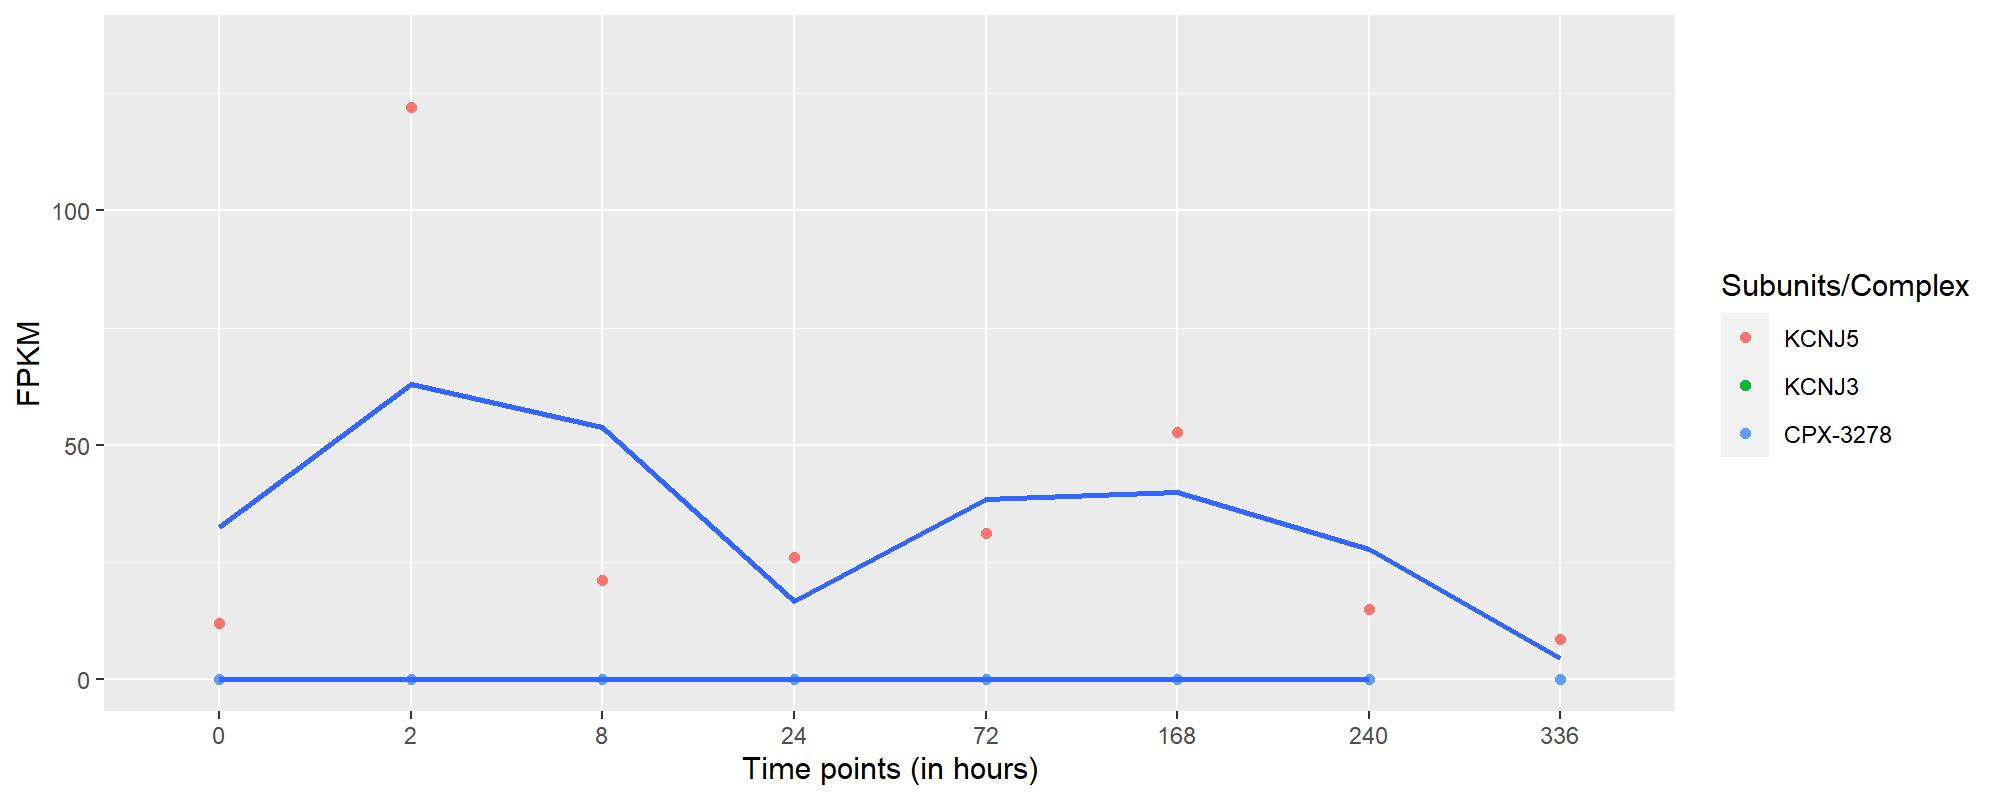 100
50
0
FPKM
0 2 8 24 72 168 240 336
Time points (in hours)
Subunits/Complex
KCNJ5
KCNJ3
CPX-3278